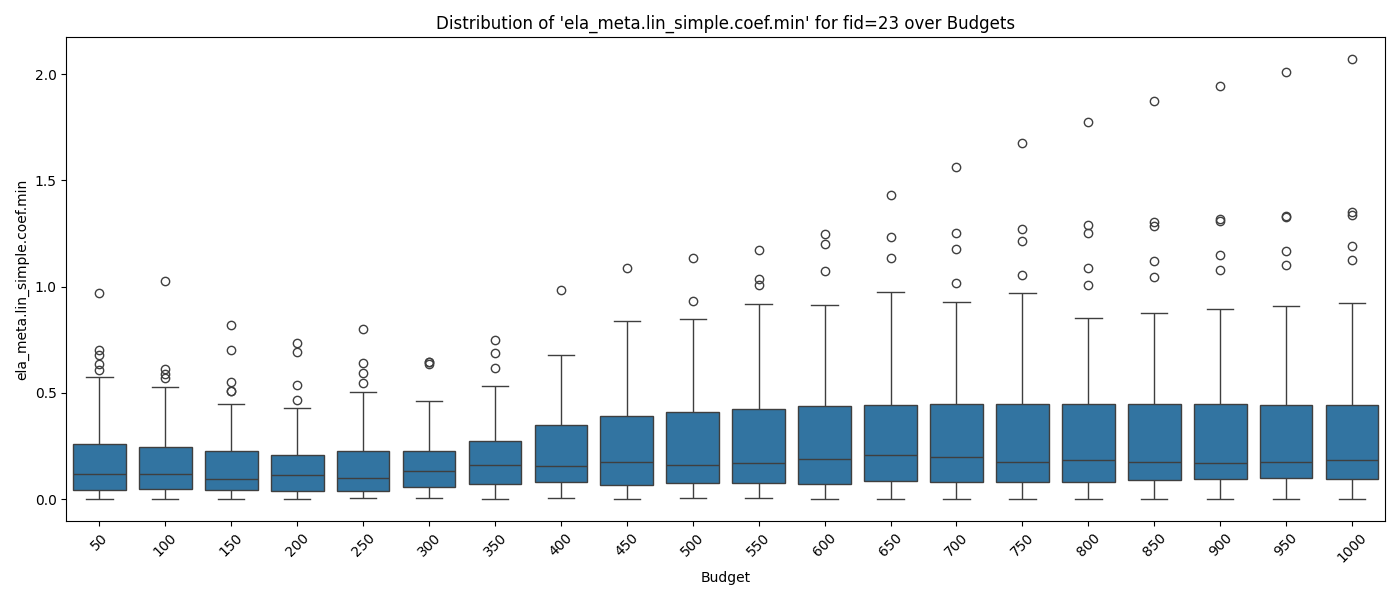 Distribution of 'ela_meta.lin_simple.coef.min' for fid=23 over Budgets
ela_meta.lin_simple.coef.min
2.0
1.5
1.0
0.5
0.0
50 100 150 200 250 300 350 400 450 500 550 600 650 700 750 800 850 900 950 1000
Budget